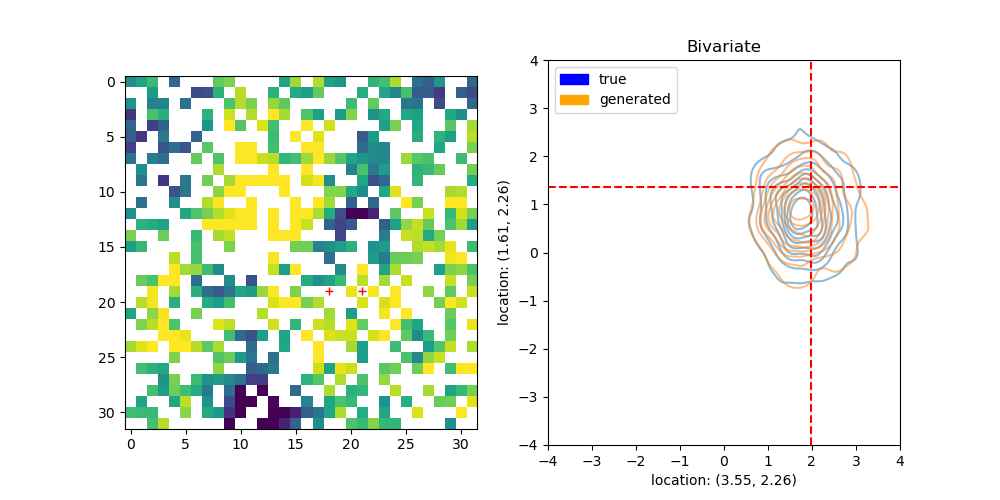 0
5
10
15
20
25
30
0 5 10 15 20 25 30
Bivariate
true
generated
4
3
2
1
0
−1
−2
−3
−4
−4 −3 −2 −1 0 1 2 3 4
location: (1.61, 2.26)
location: (3.55, 2.26)